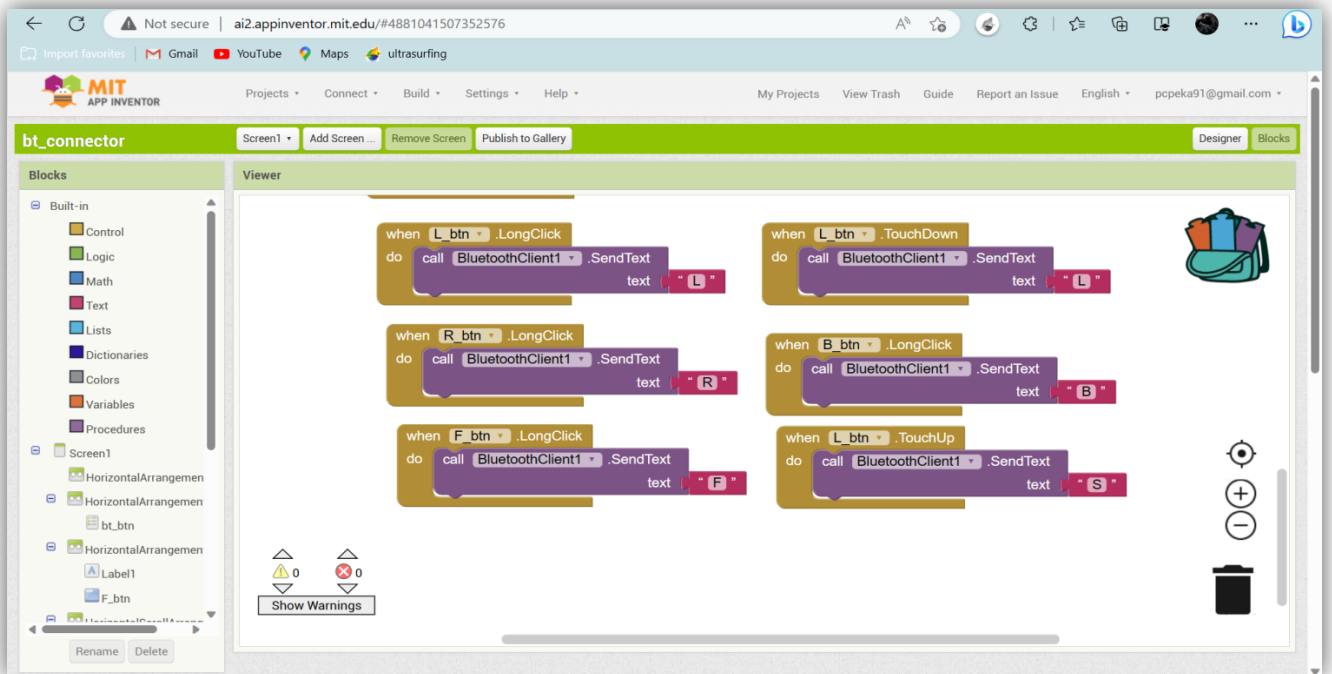 Not secure ai2.appinventor.mit.edu/#4881041507352576
Import favorites Gmail YouTube Maps ultrasurfing
MIT
APP INVENTOR
Projects Connect Build Settings Help My Projects View Trash Guide Report an Issue English pcpeka91@gmail.com
bt_connector Screen1 Add Screen ... Remove Screen Publish to Gallery Designer Blocks
Blocks Viewer
Built-in
Control
Logic
Math
Text
Lists
Dictionaries
Colors
Variables
Procedures
Screen1
HorizontalArrangemen
HorizontalArrangemen
bt_btn
HorizontalArrangemen
Label1
F_btn
Rename Delete
when L_btn .LongClick
do call BluetoothClient1 .SendText
text " L "
when L_btn .TouchDown
do call BluetoothClient1 .SendText
text " L "
when R_btn .LongClick
do call BluetoothClient1 .SendText
text " R "
when B_btn .LongClick
do call BluetoothClient1 .SendText
text " B "
when F_btn .LongClick
do call BluetoothClient1 .SendText
text " F "
when L_btn .TouchUp
do call BluetoothClient1 .SendText
text " S "
0 0
Show Warnings